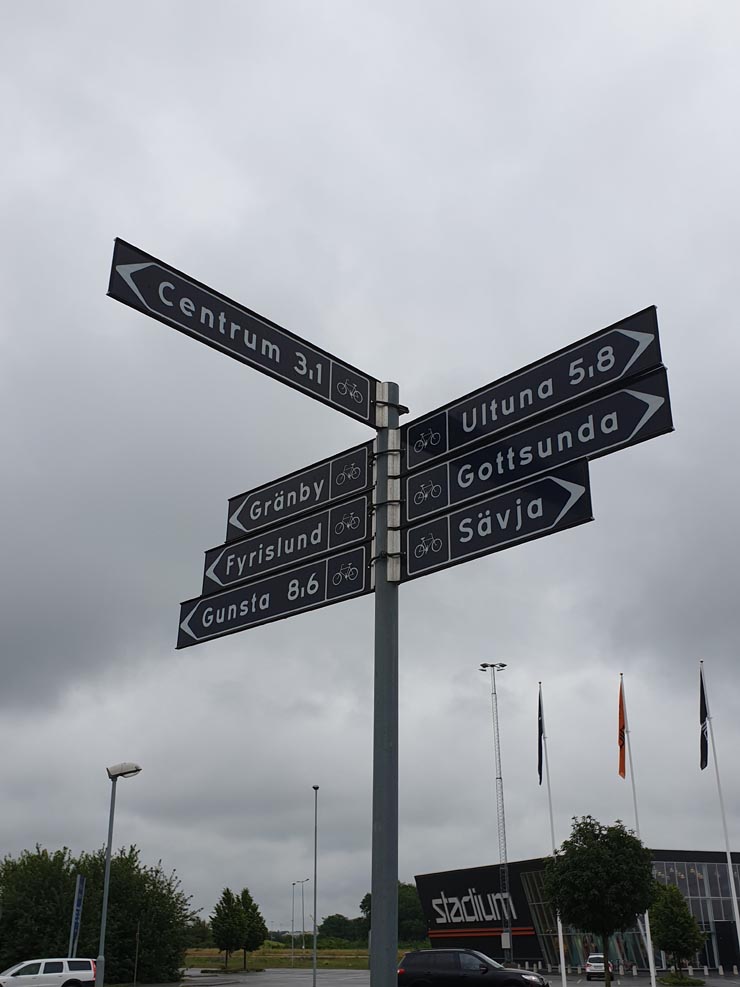 Centrum 3,1
Gränby
Fyrislund
Gunsta 8,6
Ultuna 5,8
Gottsunda
Sävja
stadium